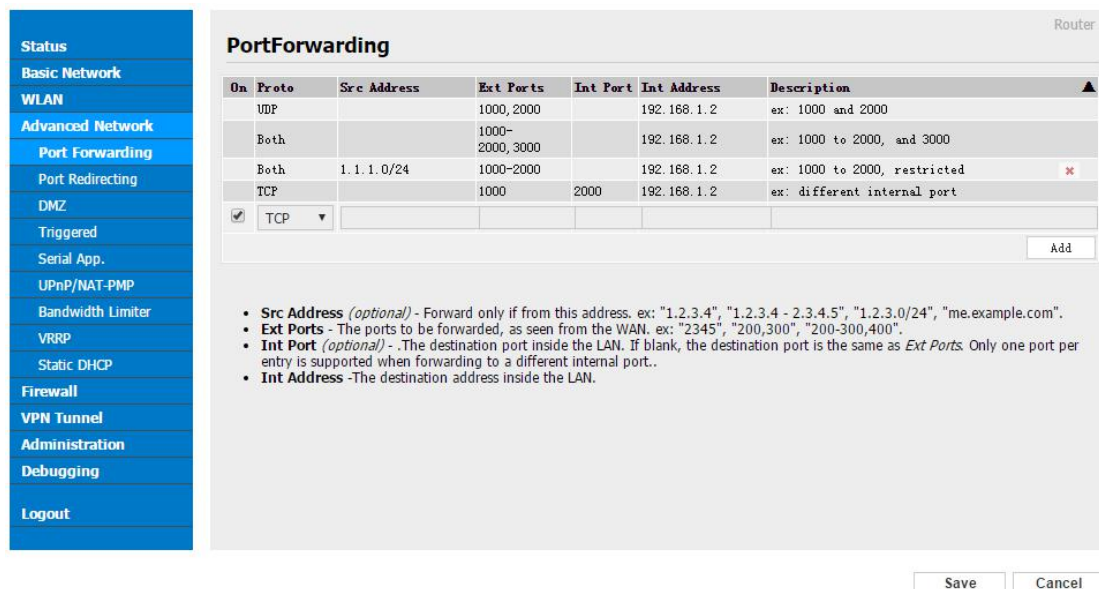 Router
Status
Basic Network
WLAN
Advanced Network
Port Forwarding
Port Redirecting
DMZ
Triggered
Serial App.
UPnP/NAT-PMP
Bandwidth Limiter
VRRP
Static DHCP
Firewall
VPN Tunnel
Administration
Debugging
Logout
PortForwarding
On Proto Src Address Ext Ports Int Port Int Address Description
UDP 1000,2000 192.168.1.2 ex: 1000 and 2000
Both 1000-2000,3000 192.168.1.2 ex: 1000 to 2000, and 3000
Both 1.1.1.0/24 1000-2000 192.168.1.2 ex: 1000 to 2000, restricted
TCP 1000 2000 192.168.1.2 ex: different internal port
TCP
Add
• Src Address (optional) - Forward only if from this address. ex: "1.2.3.4", "1.2.3.4 - 2.3.4.5", "1.2.3.0/24", "me.example.com".
• Ext Ports - The ports to be forwarded, as seen from the WAN. ex: "2345", "200,300", "200-300,400".
• Int Port (optional) - .The destination port inside the LAN. If blank, the destination port is the same as Ext Ports. Only one port per
entry is supported when forwarding to a different internal port..
• Int Address -The destination address inside the LAN.
Save Cancel